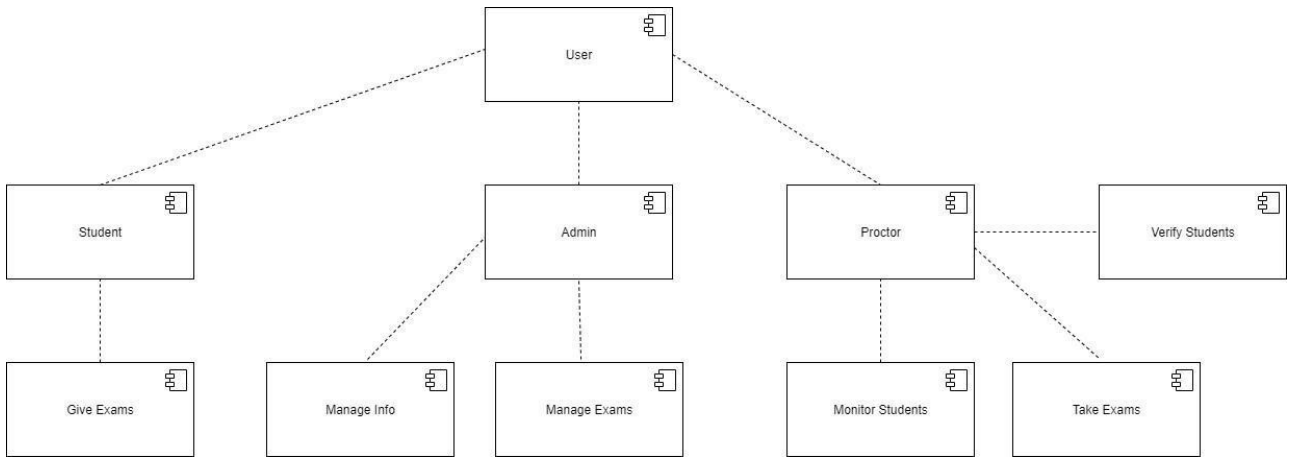 User
Student
Admin
Proctor
Verify Students
Give Exams
Manage Info
Manage Exams
Monitor Students
Take Exams